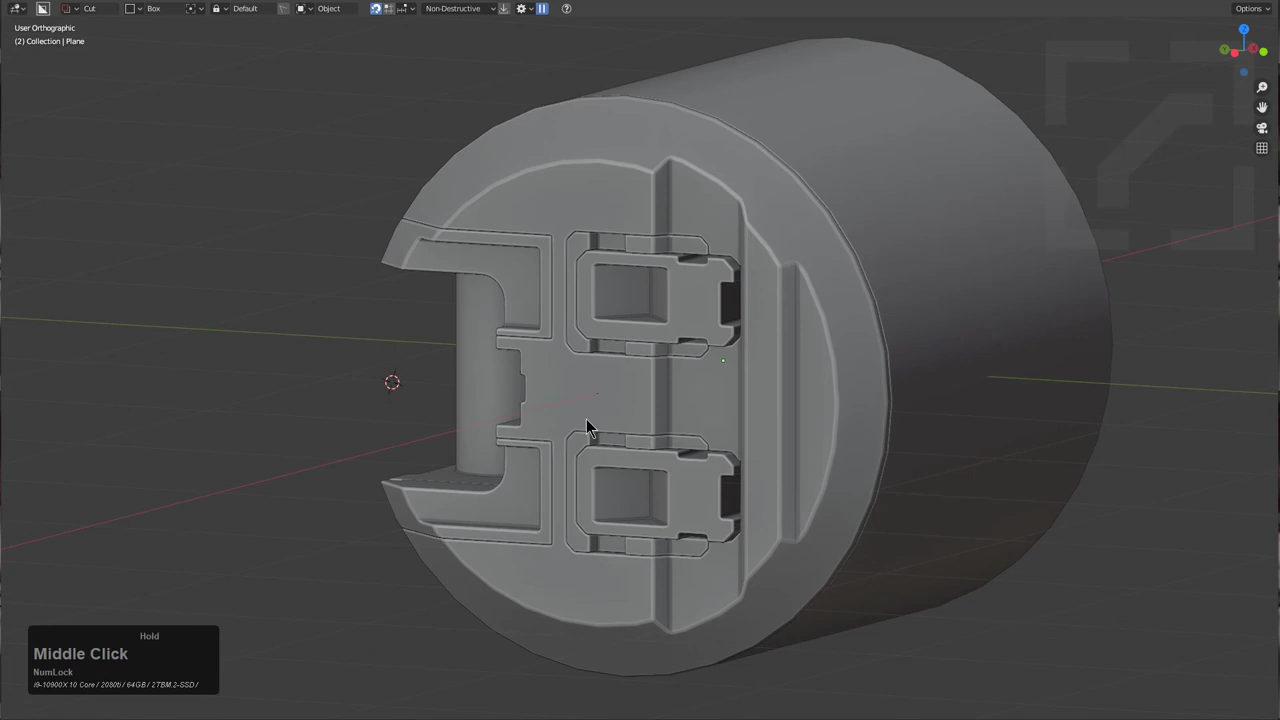 Cut Box Default Object Non-Destructive Options
User Orthographic
(2) Collection | Plane
Z
Y X
Hold
Middle Click
NumLock
i9-10900X 10 Core / 2080ti / 64GB / 2TBM.2-SSD /